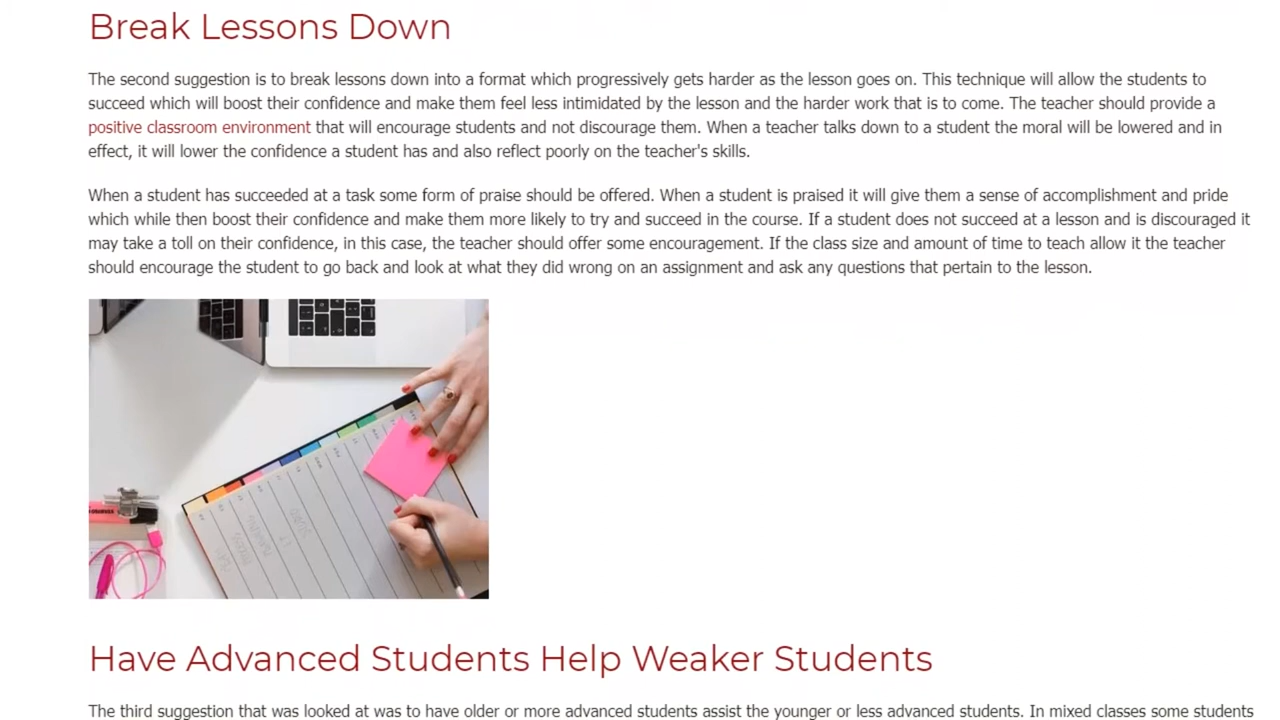 Break Lessons Down
The second suggestion is to break lessons down into a format which progressively gets harder as the lesson goes on. This technique will allow the students to
succeed which will boost their confidence and make them feel less intimidated by the lesson and the harder work that is to come. The teacher should provide a
positive classroom environment that will encourage students and not discourage them. When a teacher talks down to a student the moral will be lowered and in
effect, it will lower the confidence a student has and also reflect poorly on the teacher's skills.
When a student has succeeded at a task some form of praise should be offered. When a student is praised it will give them a sense of accomplishment and pride
which while then boost their confidence and make them more likely to try and succeed in the course. If a student does not succeed at a lesson and is discouraged it
may take a toll on their confidence, in this case, the teacher should offer some encouragement. If the class size and amount of time to teach allow it the teacher
should encourage the student to go back and look at what they did wrong on an assignment and ask any questions that pertain to the lesson.
Have Advanced Students Help Weaker Students
The third suggestion that was looked at was to have older or more advanced students assist the younger or less advanced students. In mixed classes some students